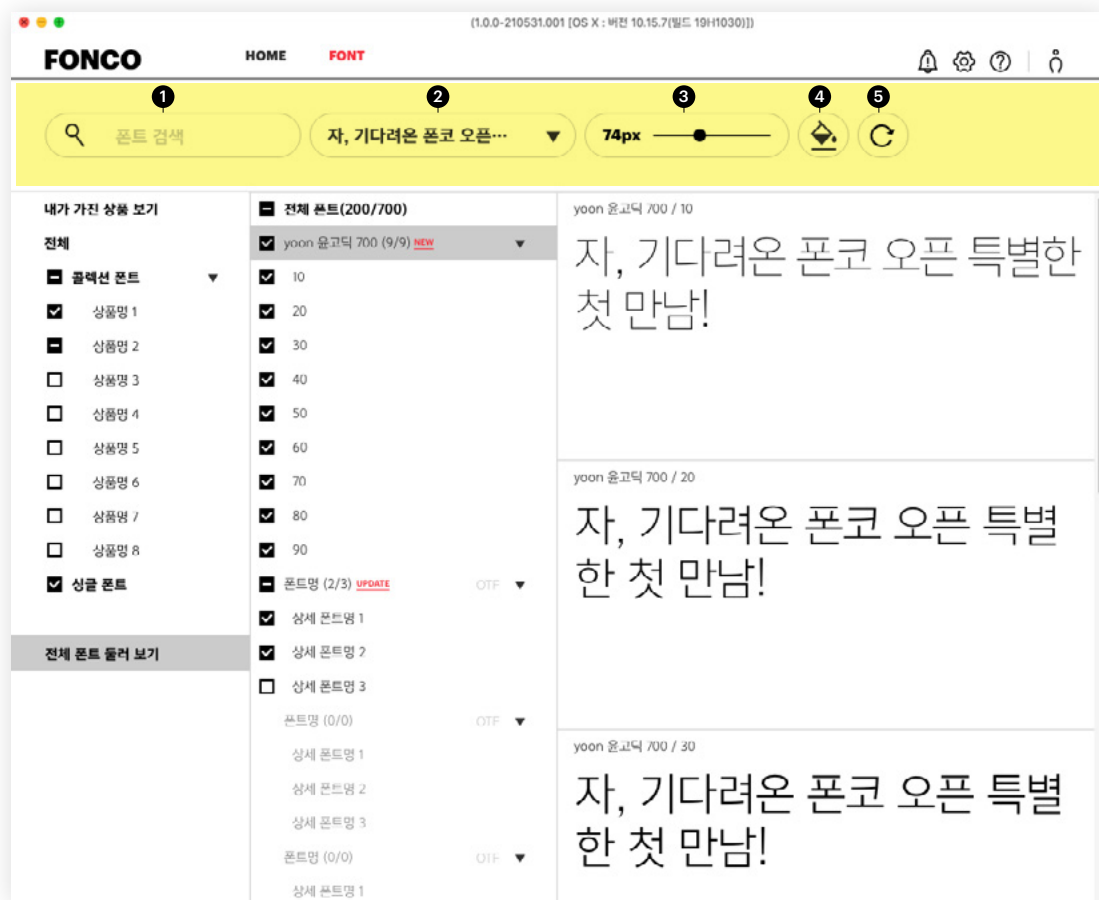 (1.0.0-210531.001 [OS X : 버전 10.15.7(빌드 19H1030)])
FONCO
HOME
FONT
1
2
3
4
5
폰트 검색
자, 기다려온 폰코 오픈…
74px
내가 가진 상품 보기
전체
콜렉션 폰트
상품명 1
상품명 2
상품명 3
상품명 4
상품명 5
상품명 6
상품명 7
상품명 8
싱글 폰트
전체 폰트 둘러 보기
전체 폰트(200/700)
yoon 윤고딕 700 (9/9) NEW
10
20
30
40
50
60
70
80
90
폰트명 (2/3) UPDATE OTF
상세 폰트명 1
상세 폰트명 2
상세 폰트명 3
폰트명 (0/0) OTF
상세 폰트명 1
상세 폰트명 2
상세 폰트명 3
폰트명 (0/0) OTF
상세 폰트명 1
yoon 윤고딕 700 / 10
자, 기다려온 폰코 오픈 특별한
첫 만남!
yoon 윤고딕 700 / 20
자, 기다려온 폰코 오픈 특별
한 첫 만남!
yoon 윤고딕 700 / 30
자, 기다려온 폰코 오픈 특별
한 첫 만남!